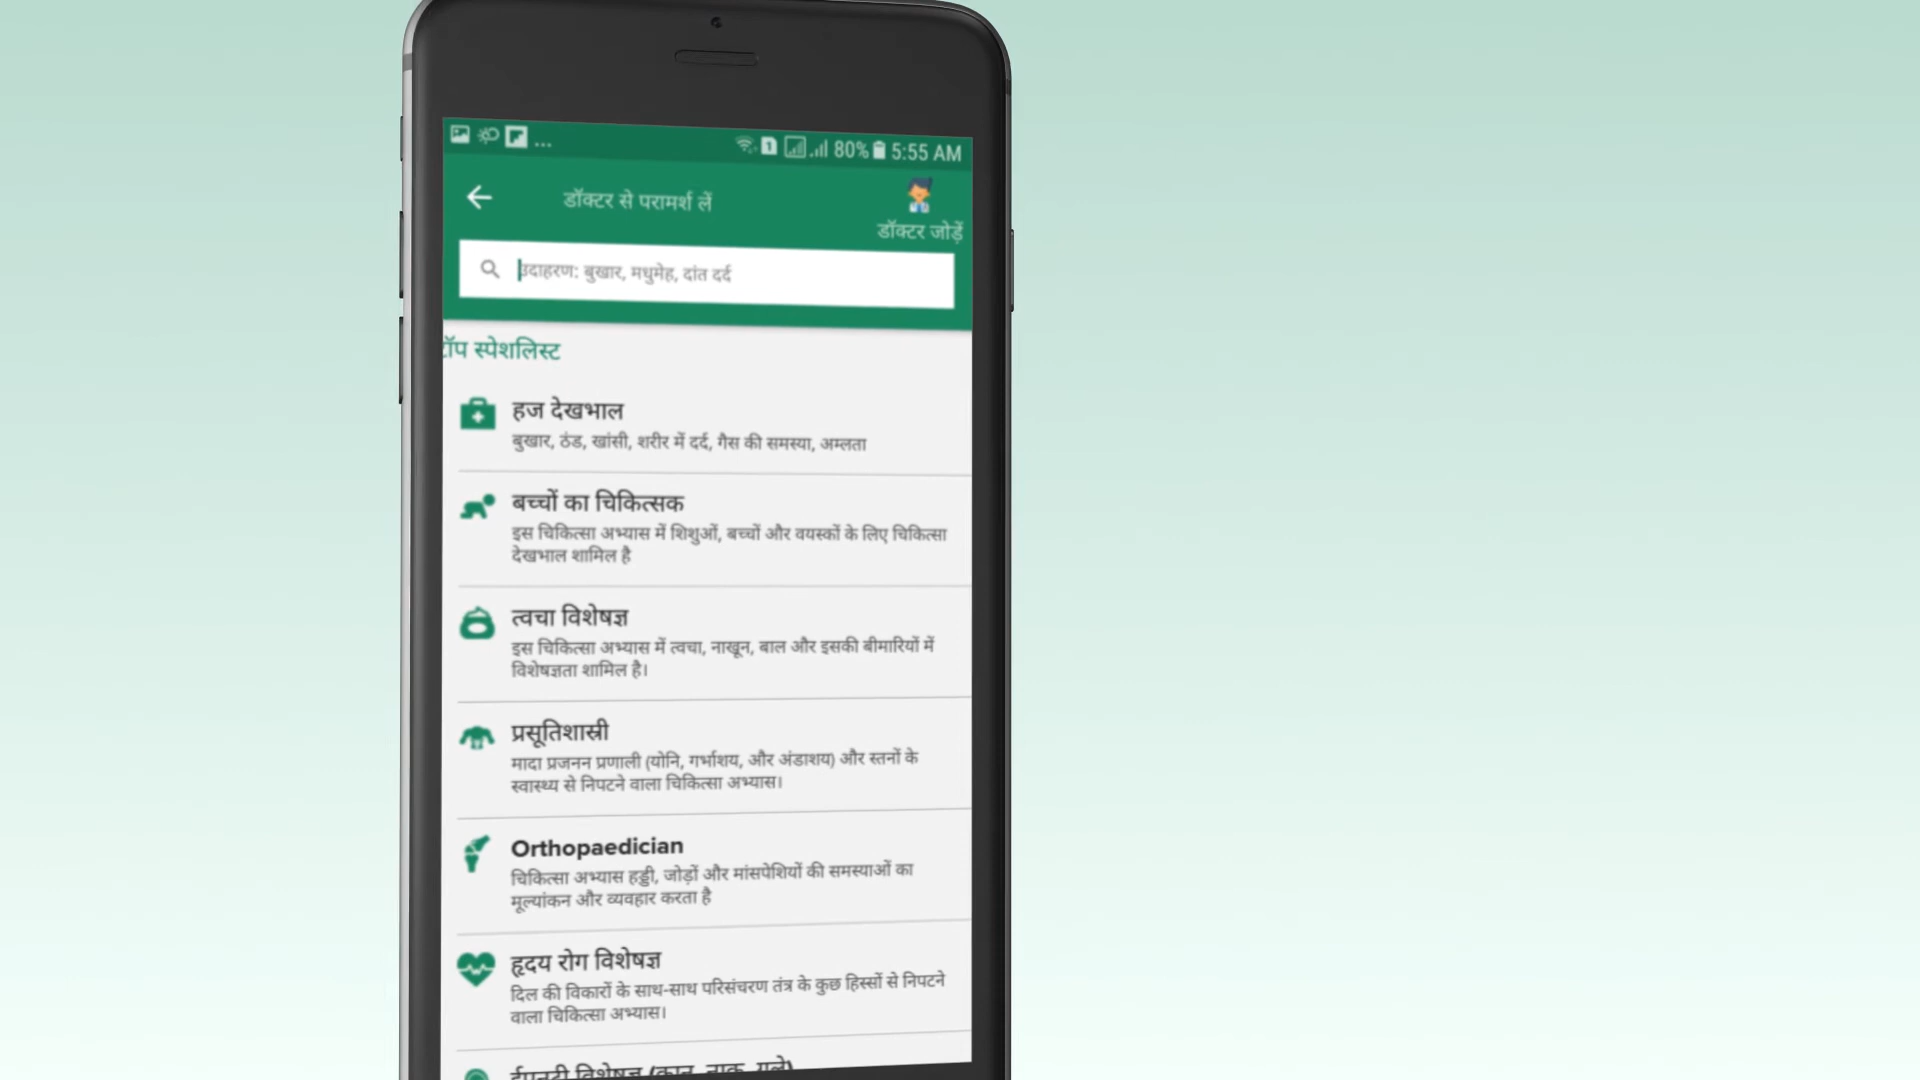 ... 80% 5:55 AM
डॉक्टर से परामर्श लें
डॉक्टर जोड़ें
उदाहरण: बुखार, मधुमेह, दांत दर्द
टॉप स्पेशलिस्ट
हज देखभाल
बुखार, ठंड, खांसी, शरीर में दर्द, गैस की समस्या, अम्लता
बच्चों का चिकित्सक
इस चिकित्सा अभ्यास में शिशुओं, बच्चों और वयस्कों के लिए चिकित्सा
देखभाल शामिल है
त्वचा विशेषज्ञ
इस चिकित्सा अभ्यास में त्वचा, नाखून, बाल और इसकी बीमारियों में
विशेषज्ञता शामिल है।
प्रसूतिशास्री
मादा प्रजनन प्रणाली (योनि, गर्भाशय, और अंडाशय) और स्तनों के
स्वास्थ्य से निपटने वाला चिकित्सा अभ्यास।
Orthopaedician
चिकित्सा अभ्यास हड्डी, जोड़ों और मांसपेशियों की समस्याओं का
मूल्यांकन और व्यवहार करता है
हृदय रोग विशेषज्ञ
दिल की विकारों के साथ-साथ परिसंचरण तंत्र के कुछ हिस्सों से निपटने
वाला चिकित्सा अभ्यास।
ईएनटी विशेषज्ञ (कान, नाक, गले)